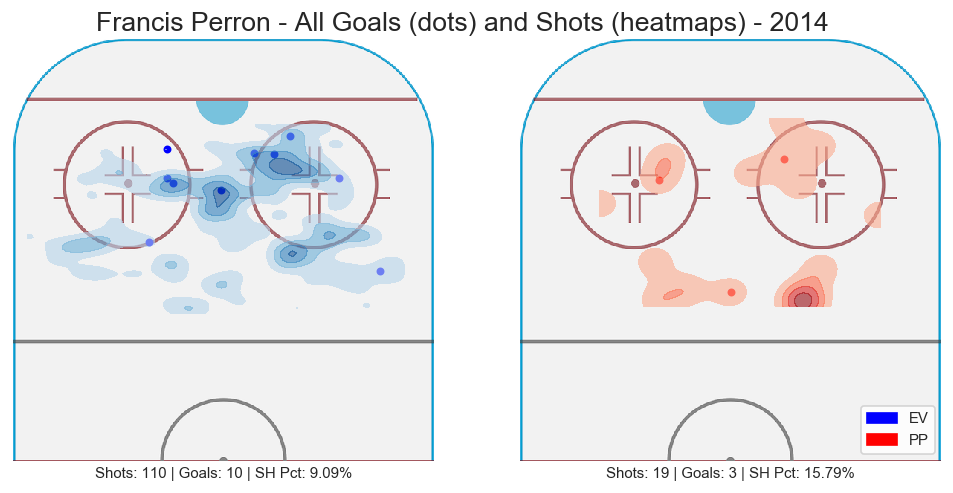 Francis Perron - All Goals (dots) and Shots (heatmaps) - 2014
EV
PP
Shots: 110 | Goals: 10 | SH Pct: 9.09%
Shots: 19 | Goals: 3 | SH Pct: 15.79%